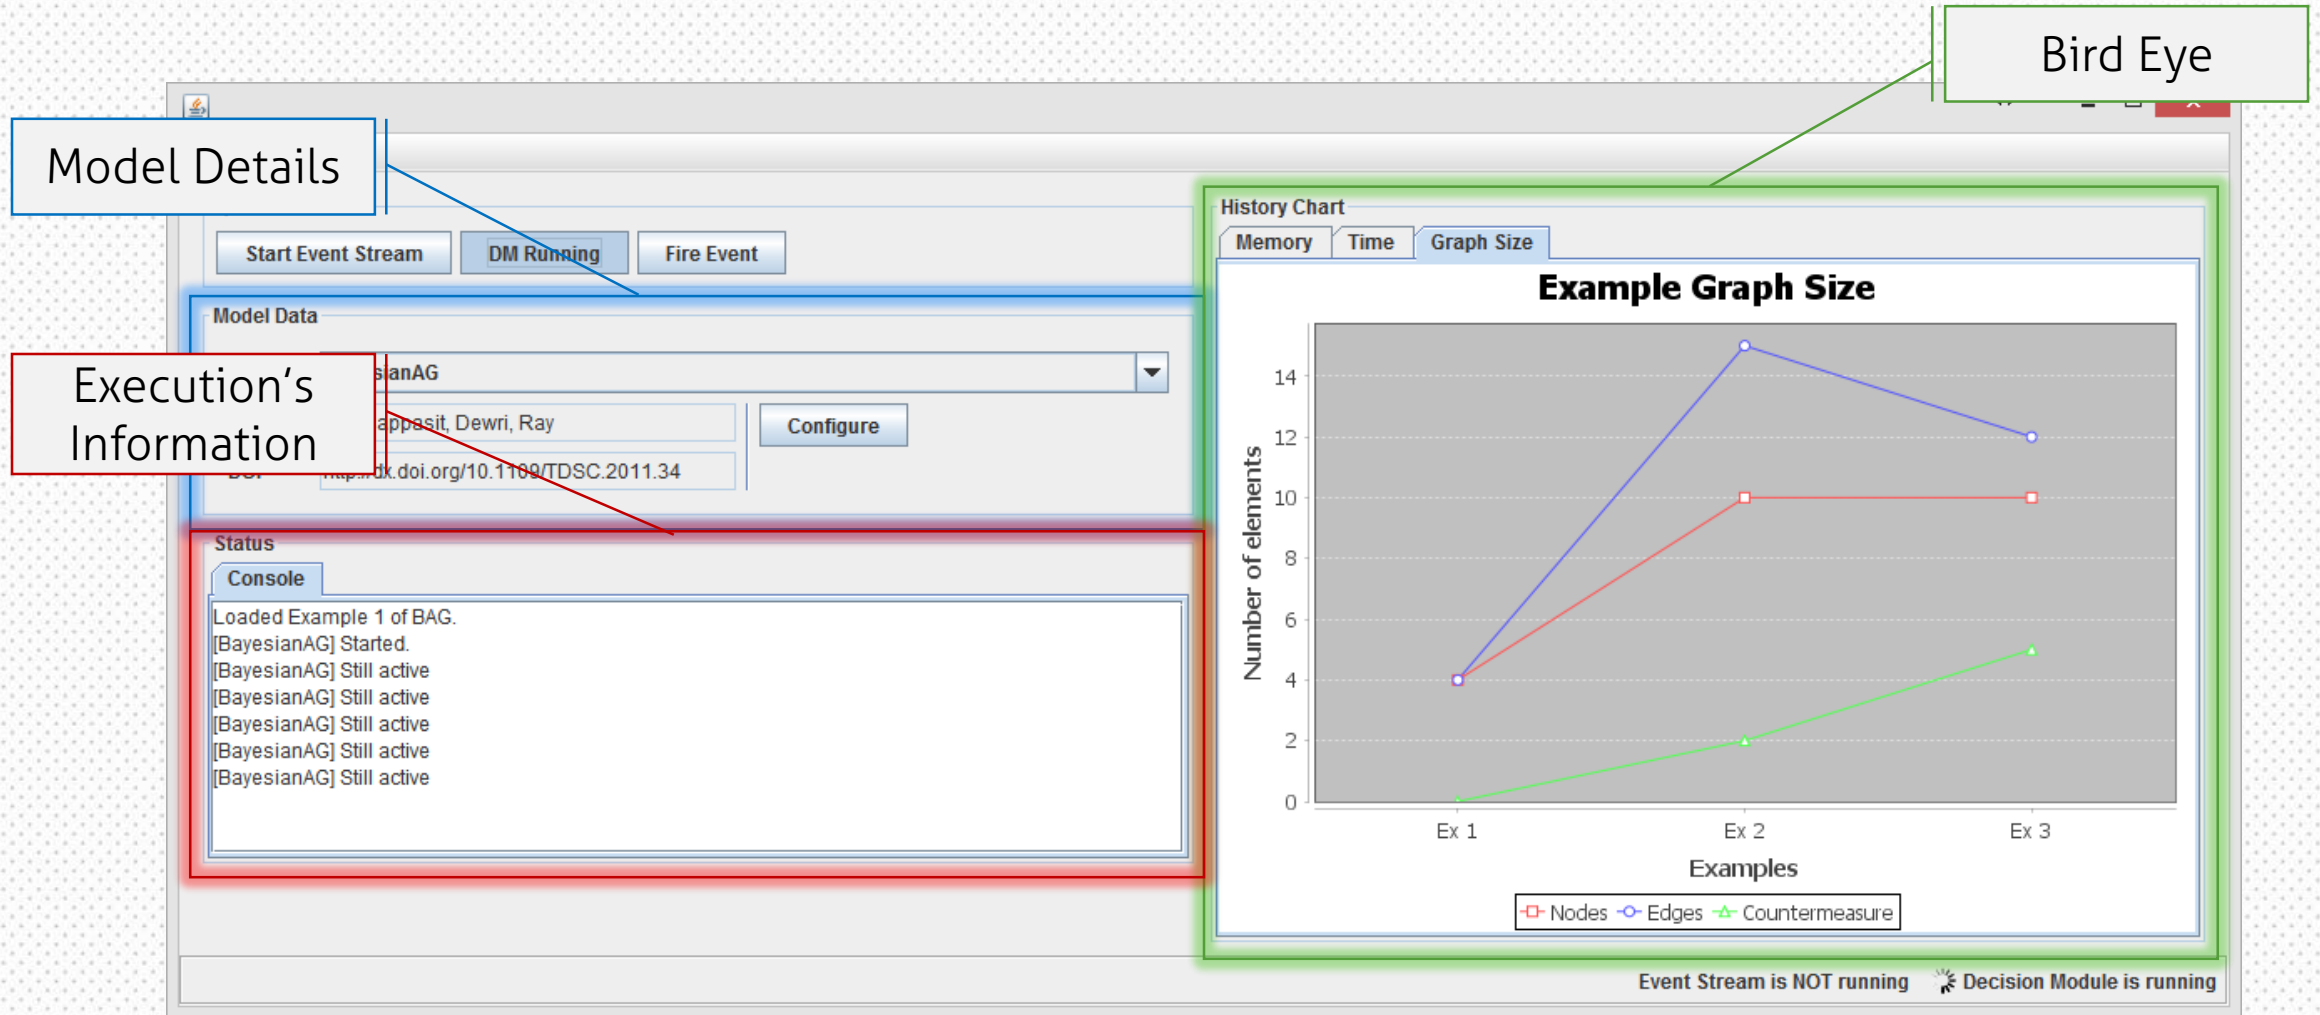 Bird Eye
Model Details
Start Event Stream
DM Running
Fire Event
Model Data
sianAG
Execution's
Information
appasit, Dewri, Ray
Configure
http://dx.doi.org/10.1109/TDSC.2011.34
Status
Console
Loaded Example 1 of BAG.
[BayesianAG] Started.
[BayesianAG] Still active
[BayesianAG] Still active
[BayesianAG] Still active
[BayesianAG] Still active
[BayesianAG] Still active
History Chart
Memory
Time
Graph Size
Example Graph Size
Number of elements
14
12
10
8
6
4
2
0
Ex 1
Ex 2
Ex 3
Examples
Nodes Edges Countermeasure
Event Stream is NOT running
Decision Module is running